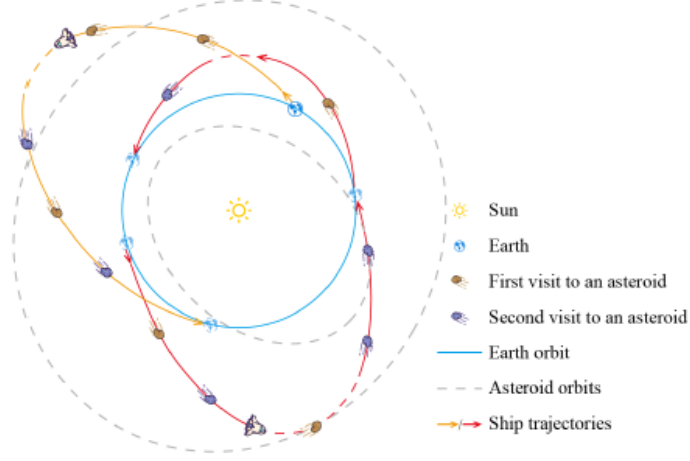 Sun
Earth
First visit to an asteroid
Second visit to an asteroid
Earth orbit
Asteroid orbits
Ship trajectories